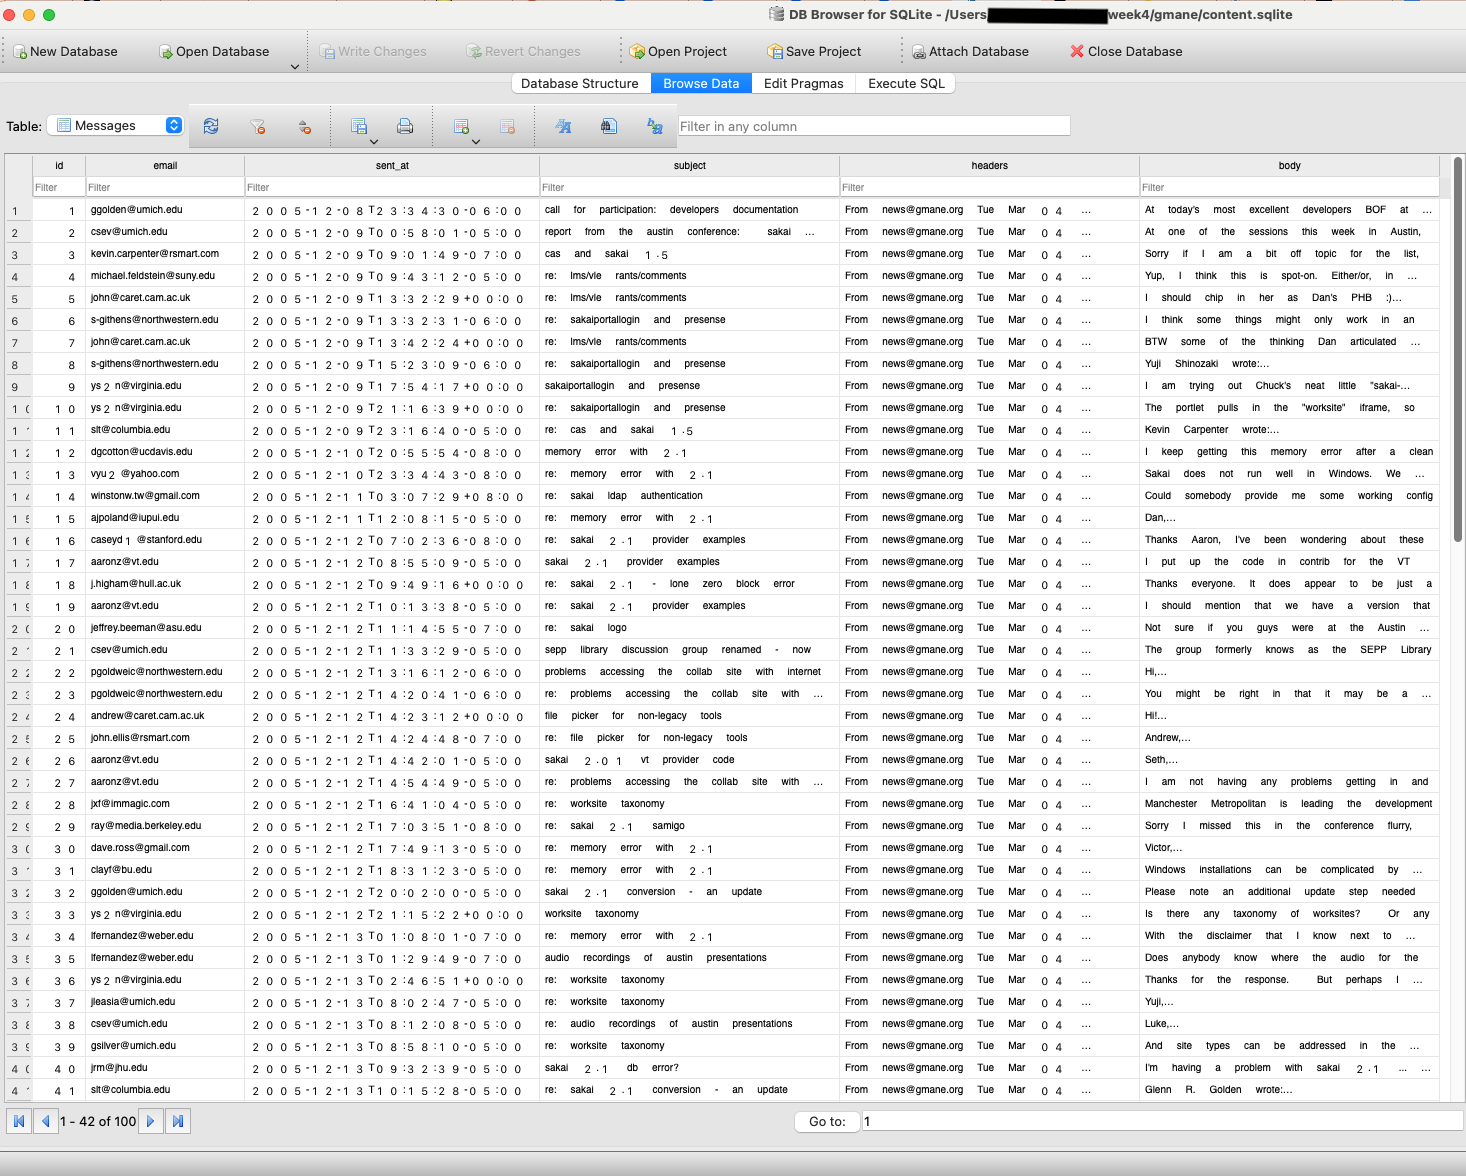 DB Browser for SQLite - /Users week4/gmane/content.sqlite
New Database Open Database Write Changes Revert Changes Open Project Save Project Attach Database Close Database
Database Structure Browse Data Edit Pragmas Execute SQL
Table: Messages Filter in any column
id email sent_at subject headers body
Filter Filter Filter Filter Filter Filter
1 1 ggolden@umich.edu 2005-12-08T23:34:30-06:00 call for participation: developers documentation From news@gmane.org Tue Mar 04 ... At today's most excellent developers BOF at ...
2 2 csev@umich.edu 2005-12-09T00:58:01-05:00 report from the austin conference: sakai ... From news@gmane.org Tue Mar 04 ... At one of the sessions this week in Austin,
3 3 kevin.carpenter@rsmart.com 2005-12-09T09:01:49-07:00 cas and sakai 1.5 From news@gmane.org Tue Mar 04 ... Sorry if I am a bit off topic for the list,
4 4 michael.feldstein@suny.edu 2005-12-09T09:43:12-05:00 re: lms/vle rants/comments From news@gmane.org Tue Mar 04 ... Yup, I think this is spot-on. Either/or, in ...
5 5 john@caret.cam.ac.uk 2005-12-09T13:32:29+00:00 re: lms/vle rants/comments From news@gmane.org Tue Mar 04 ... I should chip in her as Dan's PHB :)...
6 6 s-githens@northwestern.edu 2005-12-09T13:32:31-06:00 re: sakaiportallogin and presense From news@gmane.org Tue Mar 04 ... I think some things might only work in an
7 7 john@caret.cam.ac.uk 2005-12-09T13:42:24+00:00 re: lms/vle rants/comments From news@gmane.org Tue Mar 04 ... BTW some of the thinking Dan articulated ...
8 8 s-githens@northwestern.edu 2005-12-09T15:23:09-06:00 re: sakaiportallogin and presense From news@gmane.org Tue Mar 04 ... Yuji Shinozaki wrote:...
9 9 ys2n@virginia.edu 2005-12-09T17:54:17+00:00 sakaiportallogin and presense From news@gmane.org Tue Mar 04 ... I am trying out Chuck's neat little "sakai-...
10 10 ys2n@virginia.edu 2005-12-09T21:16:39+00:00 re: sakaiportallogin and presense From news@gmane.org Tue Mar 04 ... The portlet pulls in the "worksite" iframe, so
1 11 slt@columbia.edu 2005-12-09T23:16:40-05:00 re: cas and sakai 1.5 From news@gmane.org Tue Mar 04 ... Kevin Carpenter wrote:...
12 12 dgcotton@ucdavis.edu 2005-12-10T20:55:54-08:00 memory error with 2.1 From news@gmane.org Tue Mar 04 ... I keep getting this memory error after a clean
13 13 vyu2@yahoo.com 2005-12-10T23:34:43-08:00 re: memory error with 2.1 From news@gmane.org Tue Mar 04 ... Sakai does not run well in Windows. We ...
14 14 winstonw.tw@gmail.com 2005-12-11T03:07:29+08:00 re: sakai ldap authentication From news@gmane.org Tue Mar 04 ... Could somebody provide me some working config
15 15 ajpoland@iupui.edu 2005-12-11T12:08:15-05:00 re: memory error with 2.1 From news@gmane.org Tue Mar 04 ... Dan,...
16 16 caseyd1@stanford.edu 2005-12-12T07:02:36-08:00 re: sakai 2.1 provider examples From news@gmane.org Tue Mar 04 ... Thanks Aaron, I've been wondering about these
17 17 aaronz@vt.edu 2005-12-12T08:55:09-05:00 sakai 2.1 provider examples From news@gmane.org Tue Mar 04 ... I put up the code in contrib for the VT
18 18 j.higham@hull.ac.uk 2005-12-12T09:49:16+00:00 re: sakai 2.1 - lone zero block error From news@gmane.org Tue Mar 04 ... Thanks everyone. It does appear to be just a
19 19 aaronz@vt.edu 2005-12-12T10:13:38-05:00 re: sakai 2.1 provider examples From news@gmane.org Tue Mar 04 ... I should mention that we have a version that
20 20 jeffrey.beeman@asu.edu 2005-12-12T11:14:55-07:00 re: sakai logo From news@gmane.org Tue Mar 04 ... Not sure if you guys were at the Austin ...
2 21 csev@umich.edu 2005-12-12T11:33:29-05:00 sepp library discussion group renamed - now From news@gmane.org Tue Mar 04 ... The group formerly knows as the SEPP Library
22 22 pgoldweic@northwestern.edu 2005-12-12T13:16:12-06:00 problems accessing the collab site with internet From news@gmane.org Tue Mar 04 ... Hi,...
23 23 pgoldweic@northwestern.edu 2005-12-12T14:20:41-06:00 re: problems accessing the collab site with ... From news@gmane.org Tue Mar 04 ... You might be right in that it may be a ...
24 24 andrew@caret.cam.ac.uk 2005-12-12T14:23:12+00:00 file picker for non-legacy tools From news@gmane.org Tue Mar 04 ... Hi!...
25 25 john.ellis@rsmart.com 2005-12-12T14:24:48-07:00 re: file picker for non-legacy tools From news@gmane.org Tue Mar 04 ... Andrew,...
26 26 aaronz@vt.edu 2005-12-12T14:42:01-05:00 sakai 2.01 vt provider code From news@gmane.org Tue Mar 04 ... Seth,...
27 27 aaronz@vt.edu 2005-12-12T14:54:49-05:00 re: problems accessing the collab site with ... From news@gmane.org Tue Mar 04 ... I am not having any problems getting in and
28 28 jxf@immagic.com 2005-12-12T16:41:04-05:00 re: worksite taxonomy From news@gmane.org Tue Mar 04 ... Manchester Metropolitan is leading the development
29 29 ray@media.berkeley.edu 2005-12-12T17:03:51-08:00 re: sakai 2.1 samigo From news@gmane.org Tue Mar 04 ... Sorry I missed this in the conference flurry,
30 30 dave.ross@gmail.com 2005-12-12T17:49:13-05:00 re: memory error with 2.1 From news@gmane.org Tue Mar 04 ... Victor,...
3 31 clayf@bu.edu 2005-12-12T18:31:23-05:00 re: memory error with 2.1 From news@gmane.org Tue Mar 04 ... Windows installations can be complicated by ...
32 32 ggolden@umich.edu 2005-12-12T20:02:00-05:00 sakai 2.1 conversion - an update From news@gmane.org Tue Mar 04 ... Please note an additional update step needed
33 33 ys2n@virginia.edu 2005-12-12T21:15:22+00:00 worksite taxonomy From news@gmane.org Tue Mar 04 ... Is there any taxonomy of worksites? Or any
34 34 lfernandez@weber.edu 2005-12-13T01:08:01-07:00 re: memory error with 2.1 From news@gmane.org Tue Mar 04 ... With the disclaimer that I know next to ...
35 35 lfernandez@weber.edu 2005-12-13T01:29:49-07:00 audio recordings of austin presentations From news@gmane.org Tue Mar 04 ... Does anybody know where the audio for the
36 36 ys2n@virginia.edu 2005-12-13T02:46:51+00:00 re: worksite taxonomy From news@gmane.org Tue Mar 04 ... Thanks for the response. But perhaps I ...
37 37 jleasia@umich.edu 2005-12-13T08:02:47-05:00 re: worksite taxonomy From news@gmane.org Tue Mar 04 ... Yuji,...
38 38 csev@umich.edu 2005-12-13T08:12:08-05:00 re: audio recordings of austin presentations From news@gmane.org Tue Mar 04 ... Luke,...
39 39 gsilver@umich.edu 2005-12-13T08:58:10-05:00 re: worksite taxonomy From news@gmane.org Tue Mar 04 ... And site types can be addressed in the ...
40 40 jrm@jhu.edu 2005-12-13T09:32:39-05:00 sakai 2.1 db error? From news@gmane.org Tue Mar 04 ... I'm having a problem with sakai 2.1 ... ...
4 41 slt@columbia.edu 2005-12-13T10:15:28-05:00 re: sakai 2.1 conversion - an update From news@gmane.org Tue Mar 04 ... Glenn R. Golden wrote:...
1 - 42 of 100 Go to: 1